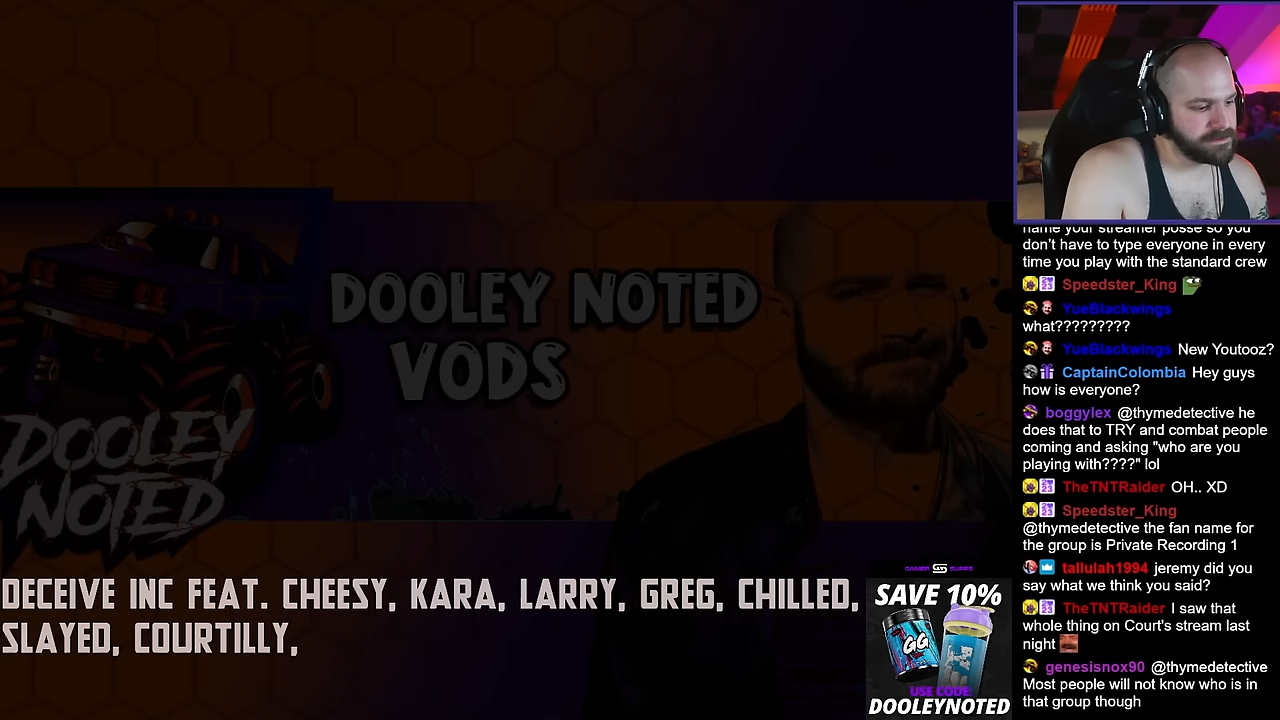 name your streamer posse so you
don't have to type everyone in every
time you play with the standard crew
Speedster_King
YueBlackwings
what?????????
YueBlackwings New Youtooz?
CaptainColombia Hey guys
how is everyone?
boggylex @thymedetective he
does that to TRY and combat people
coming and asking "who are you
playing with????" lol
TheTNTRaider OH.. XD
Speedster_King
@thymedetective the fan name for
the group is Private Recording 1
tallulah1994 jeremy did you
say what we think you said?
TheTNTRaider I saw that
whole thing on Court's stream last
night
genesisnox90 @thymedetective
Most people will not know who is in
that group though
DOOLEY NOTED
VODS
DOOLEY
NOTED
DECEIVE INC FEAT. CHEESY, KARA, LARRY, GREG, CHILLED,
SLAYED, COURTILLY,
GAMER SUPPS
SAVE 10%
GG
USE CODE:
DOOLEYNOTED